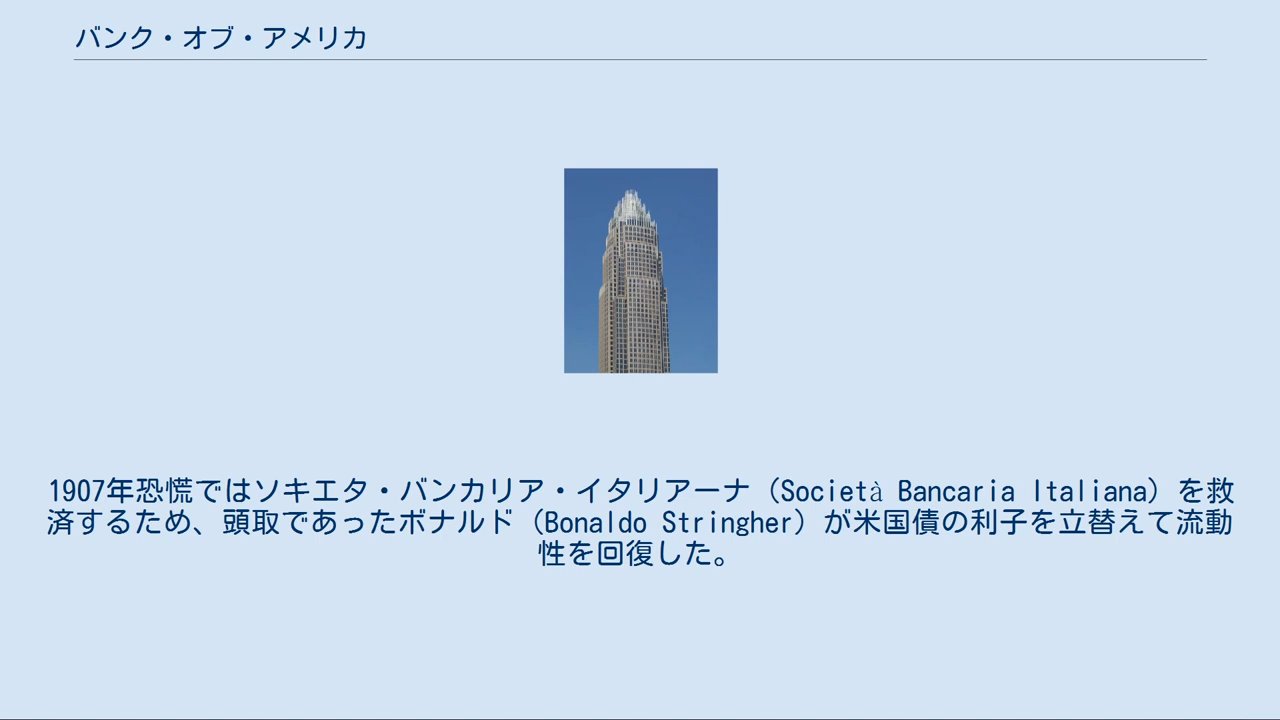 バンク・オブ・アメリカ
1907年恐慌ではソキエタ・バンカリア・イタリアーナ（Società Bancaria Italiana）を救
済するため、頭取であったボナルド（Bonaldo Stringher）が米国債の利子を立替えて流動
性を回復した。